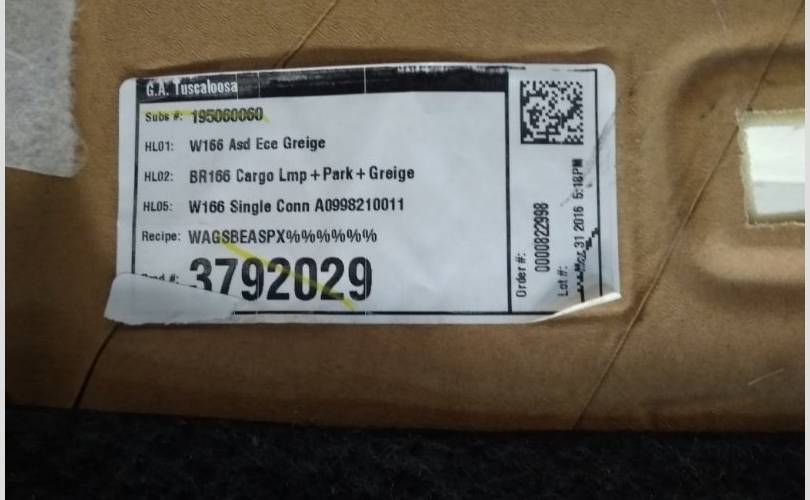 G.A. Tuscaloosa
Subs #: 195060060
HL01: W166 Asd Ece Greige
HL02: BR166 Cargo Lmp+Park+Greige
HL05: W166 Single Conn A0998210011
Recipe: WAGSBEASPX%%%%%%
#: 3792029
Order #: 0000822998
Lot #: Mar 31 2016 5:18PM